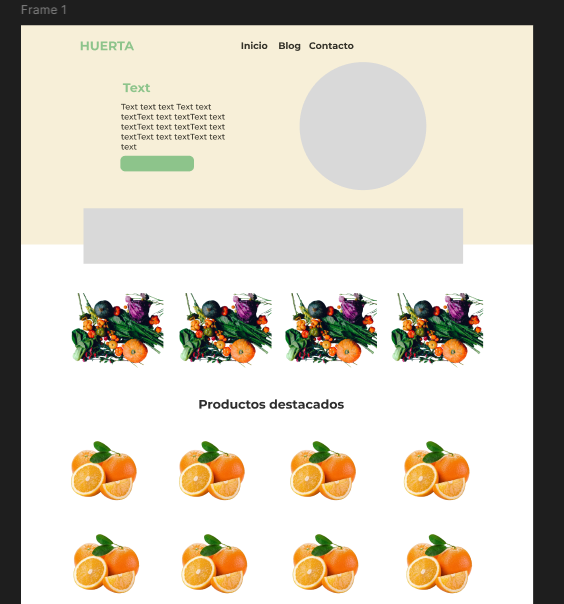 Frame 1
HUERTA
Inicio Blog Contacto
Text
Text text text Text text
textText text textText text
textText text textText text
textText text textText text
text
Productos destacados